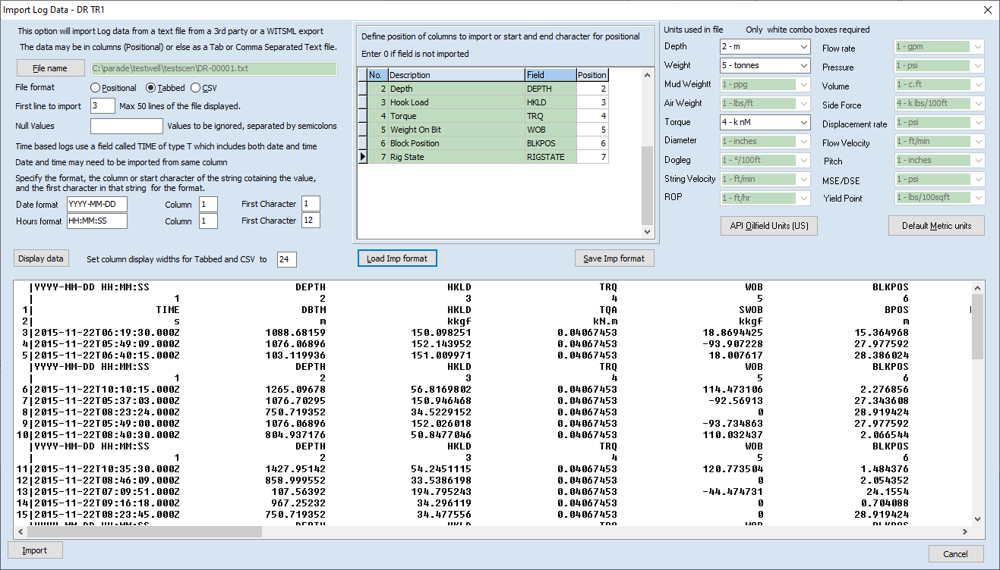 Import Log Data - DR TR1
This option will import Log data from a text file from a 3rd party or a WITSML export
The data may be in columns (Positional) or else as a Tab or Comma Separated Text file.
File name C:\parade\testwell\testscen\DR-00001.txt
File format Positional Tabbed CSV
First line to import 3 Max 50 lines of the file displayed.
Null Values Values to be ignored, separated by semicolons
Time based logs use a field called TIME of type T which includes both date and time
Date and time may need to be imported from same column
Specify the format, the column or start character of the string cotaining the value,
and the first character in that string for the format.
Date format YYYY-MM-DD Column 1 First Character 1
Hours format HH:MM:SS Column 1 First Character 12
Display data Set column display widths for Tabbed and CSV to 24
Define position of columns to import or start and end character for positional
Enter 0 if field is not imported
No. Description Field Position
2 Depth DEPTH 2
3 Hook Load HKLD 3
4 Torque TRQ 4
5 Weight On Bit WOB 5
6 Block Position BLKPOS 6
7 Rig State RIGSTATE 7
Load Imp format Save Imp format
Units used in file Only white combo boxes required
Depth 2 - m
Weight 5 - tonnes
Mud Weight 1 - ppg
Air Weight 1 - lbs/ft
Torque 4 - k nM
Diameter 1 - inches
Dogleg 1 - °/100ft
String Velocity 1 - ft/min
ROP 1 - ft/hr
Flow rate 1 - gpm
Pressure 1 - psi
Volume 1 - c.ft
Side Force 4 - k lbs/100ft
Displacement rate 1 - psi
Flow Velocity 1 - ft/min
Pitch 1 - inches
MSE/DSE 1 - psi
Yield Point 1 - lbs/100sqft
API Oilfield Units (US) Default Metric units
|YYYY-MM-DD HH:MM:SS DEPTH HKLD TRQ WOB BLKPOS
| 1 2 3 4 5 6
1| TIME DBTM HKLD TQA SWOB BPOS
2| s m kkgf kN.m kkgf m
3|2015-11-22T06:19:30.000Z 1088.68159 150.098251 0.04067453 18.8694425 15.364968
4|2015-11-22T05:49:09.000Z 1076.06896 152.143952 0.04067453 -93.907228 27.977592
5|2015-11-22T06:40:15.000Z 103.119936 151.009971 0.04067453 18.007617 28.386024
|YYYY-MM-DD HH:MM:SS DEPTH HKLD TRQ WOB BLKPOS
| 1 2 3 4 5 6
6|2015-11-22T10:10:15.000Z 1265.09678 56.8169802 0.04067453 114.473106 2.276856
7|2015-11-22T05:37:03.000Z 1076.70295 150.946468 0.04067453 -92.56913 27.343608
8|2015-11-22T08:23:24.000Z 750.719352 34.5229152 0.04067453 0 28.919424
9|2015-11-22T05:49:00.000Z 1076.06896 152.026018 0.04067453 -93.734863 27.977592
10|2015-11-22T08:40:30.000Z 804.937176 50.8477046 0.04067453 110.032437 2.066544
|YYYY-MM-DD HH:MM:SS DEPTH HKLD TRQ WOB BLKPOS
| 1 2 3 4 5 6
11|2015-11-22T10:35:30.000Z 1427.95142 54.2451115 0.04067453 120.773504 1.484376
12|2015-11-22T08:46:09.000Z 858.999552 33.5386198 0.04067453 0 2.054352
13|2015-11-22T07:09:51.000Z 107.56392 194.795243 0.04067453 -44.474731 24.1554
14|2015-11-22T09:16:18.000Z 967.25232 34.296119 0.04067453 0 0.704088
15|2015-11-22T08:23:45.000Z 750.719352 34.477556 0.04067453 0 28.919424
|YYYY-MM-DD HH:MM:SS DEPTH HKLD TRQ WOB BLKPOS
Import Cancel